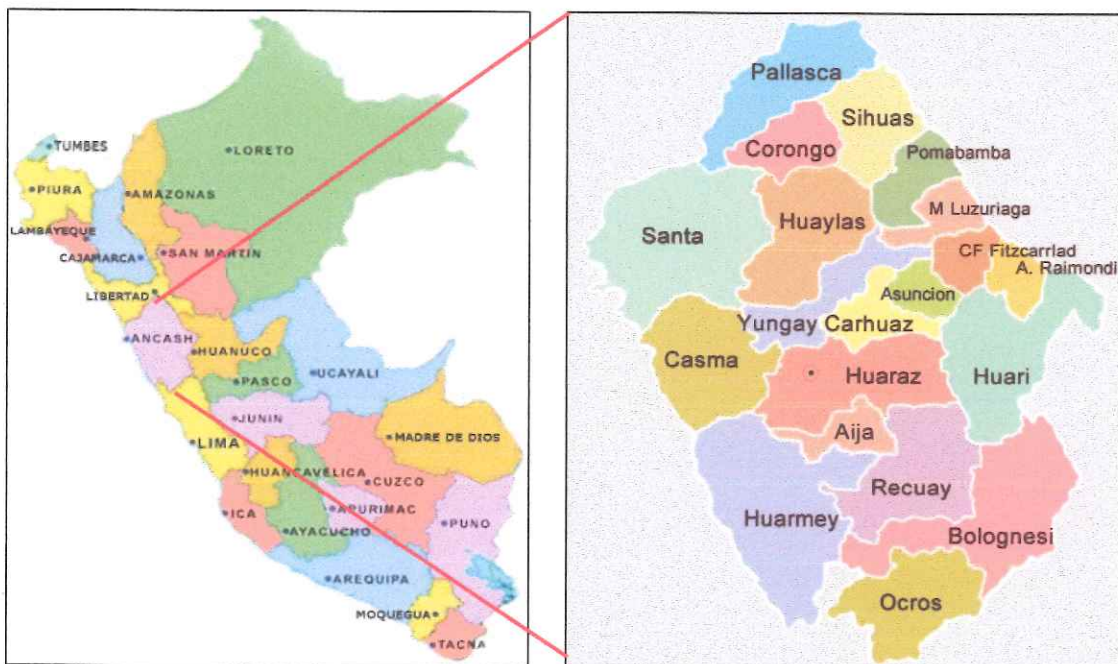 TUMBES
LORETO
PIURA
AMAZONAS
LAMBAYEQUE
CAJAMARCA
SAN MARTIN
LIBERTAD
ANCASH
HUANUCO
PASCO
UCAYALI
JUNIN
LIMA
MADRE DE DIOS
HUANCAVELICA
CUZCO
ICA
APURIMAC
PUNO
AYACUCHO
AREQUIPA
MOQUEGUA
TACNA
Pallasca
Sihuas
Corongo
Pomabamba
Huaylas
M Luzuriaga
Santa
CF Fitzcarrlad
A. Raimondi
Asuncion
Yungay
Carhuaz
Casma
Huaraz
Huari
Aija
Recuay
Huarmey
Bolognesi
Ocros